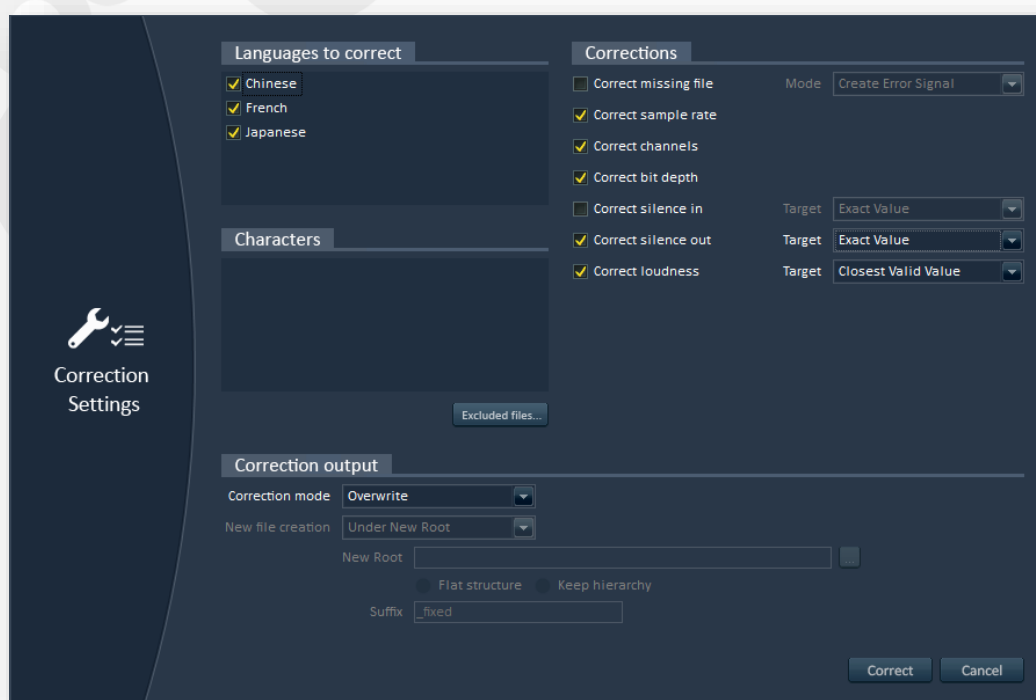 Correction
Settings
Languages to correct
Chinese
French
Japanese
Characters
Excluded files...
Corrections
Correct missing file Mode Create Error Signal
Correct sample rate
Correct channels
Correct bit depth
Correct silence in Target Exact Value
Correct silence out Target Exact Value
Correct loudness Target Closest Valid Value
Correction output
Correction mode Overwrite
New file creation Under New Root
New Root ...
Flat structure Keep hierarchy
Suffix _fixed
Correct Cancel